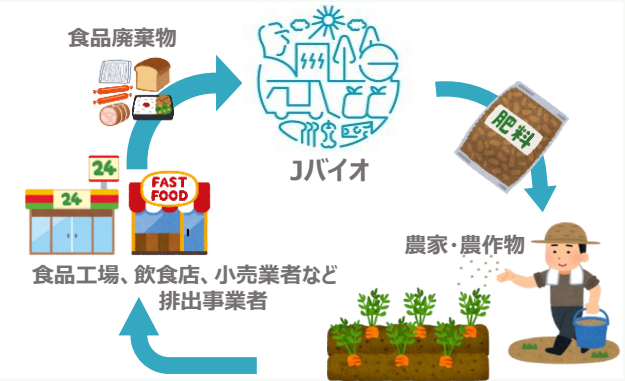 食品廃棄物
Jバイオ
肥料
24
24
FAST
FOOD
農家・農作物
食品工場、飲食店、小売業者など
排出事業者